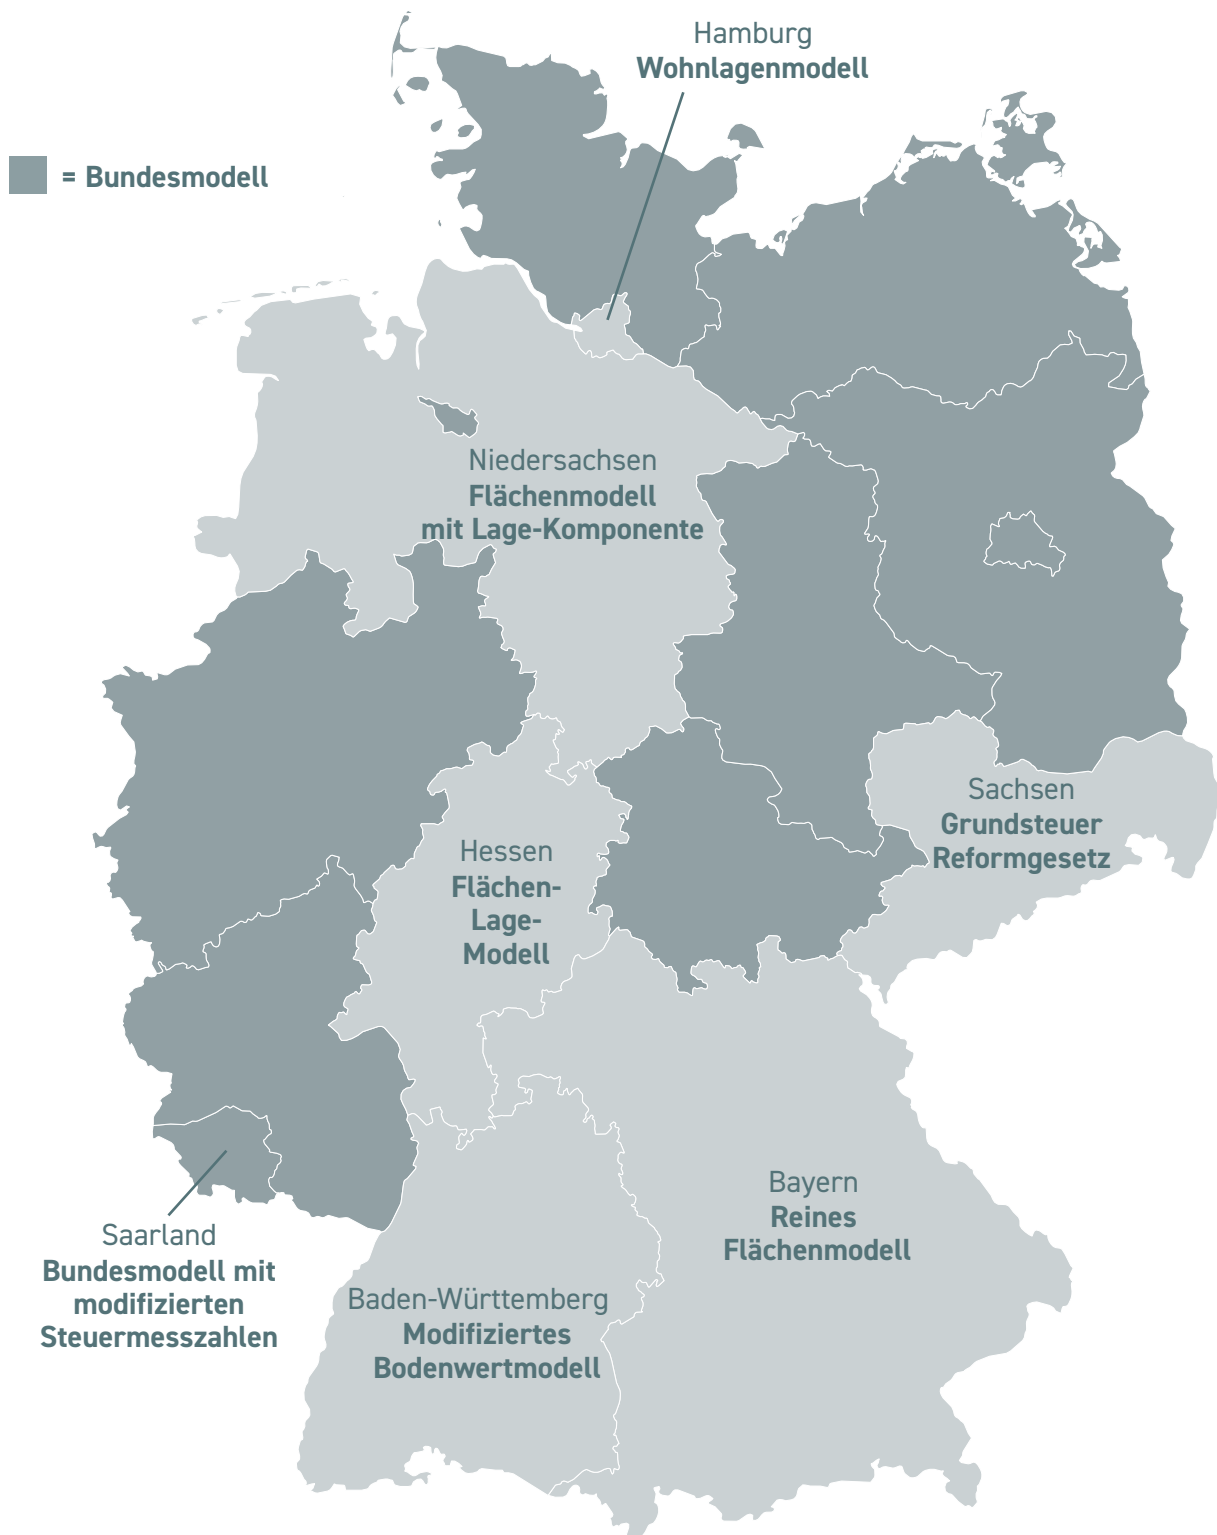 Hamburg
Wohnlagenmodell
= Bundesmodell
Niedersachsen
Flächenmodell
mit Lage-Komponente
Sachsen
Grundsteuer
Reformgesetz
Hessen
Flächen-
Lage-
Modell
Bayern
Reines
Flächenmodell
Saarland
Bundesmodell mit
modifizierten
Steuermesszahlen
Baden-Württemberg
Modifiziertes
Bodenwertmodell